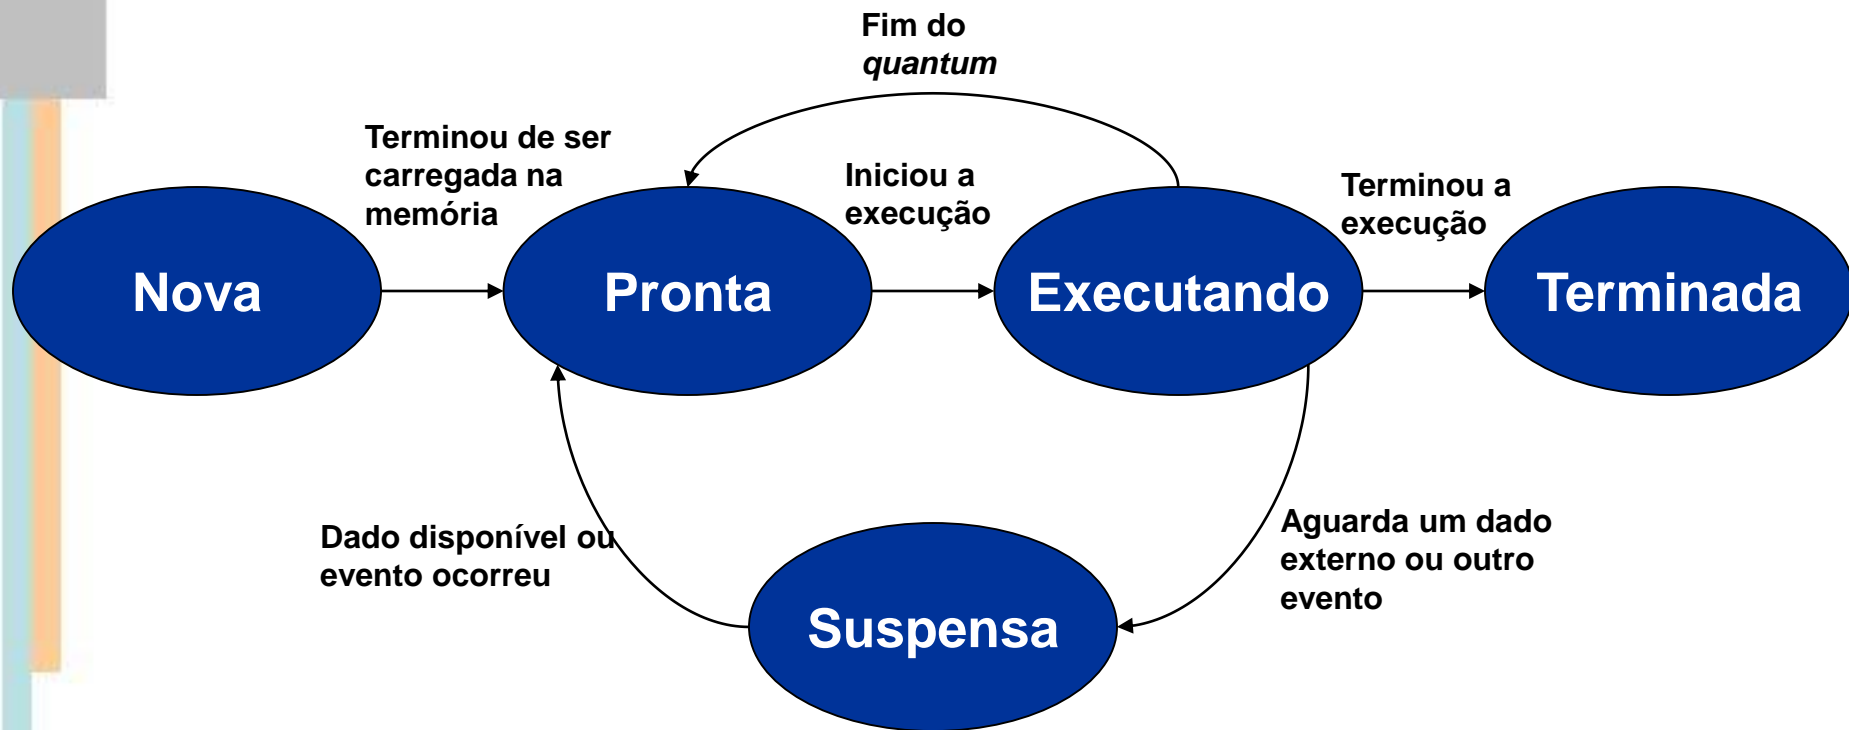 Fim do
quantum
Terminou de ser
carregada na
memória
Iniciou a
execução
Terminou a
execução
Nova
Pronta
Executando
Terminada
Dado disponível ou
evento ocorreu
Aguarda um dado
externo ou outro
evento
Suspensa